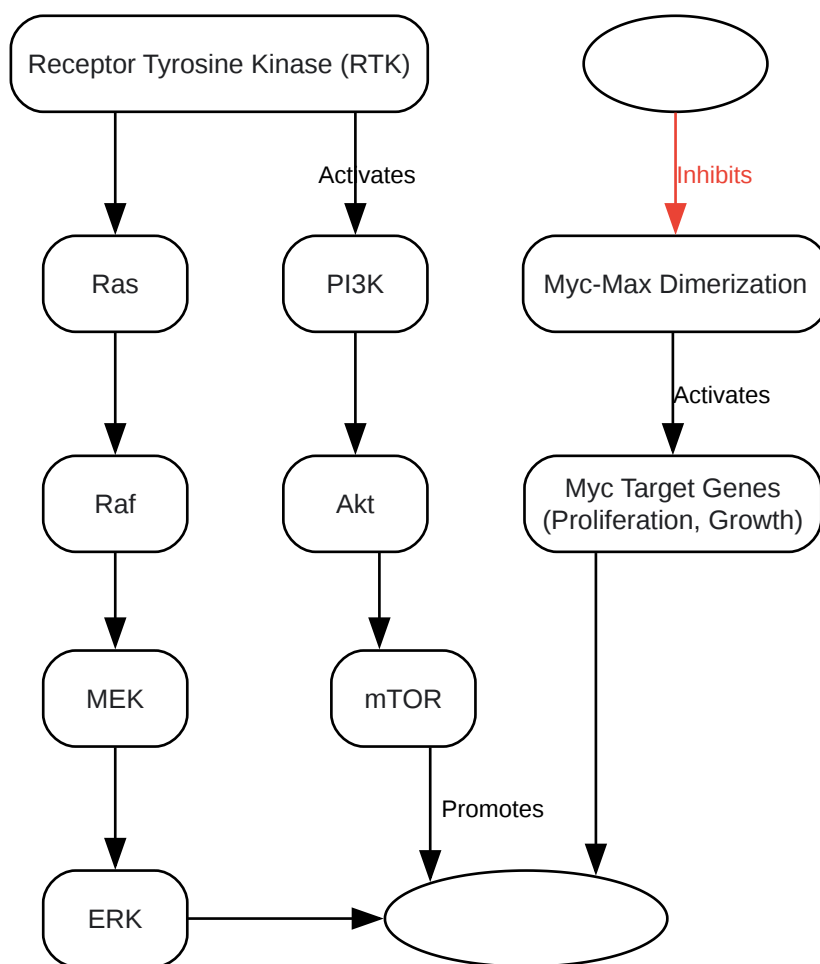 Receptor Tyrosine Kinase (RTK)
Activates
Inhibits
Ras
PI3K
Myc-Max Dimerization
Activates
Raf
Akt
Myc Target Genes
(Proliferation, Growth)
MEK
mTOR
Promotes
ERK